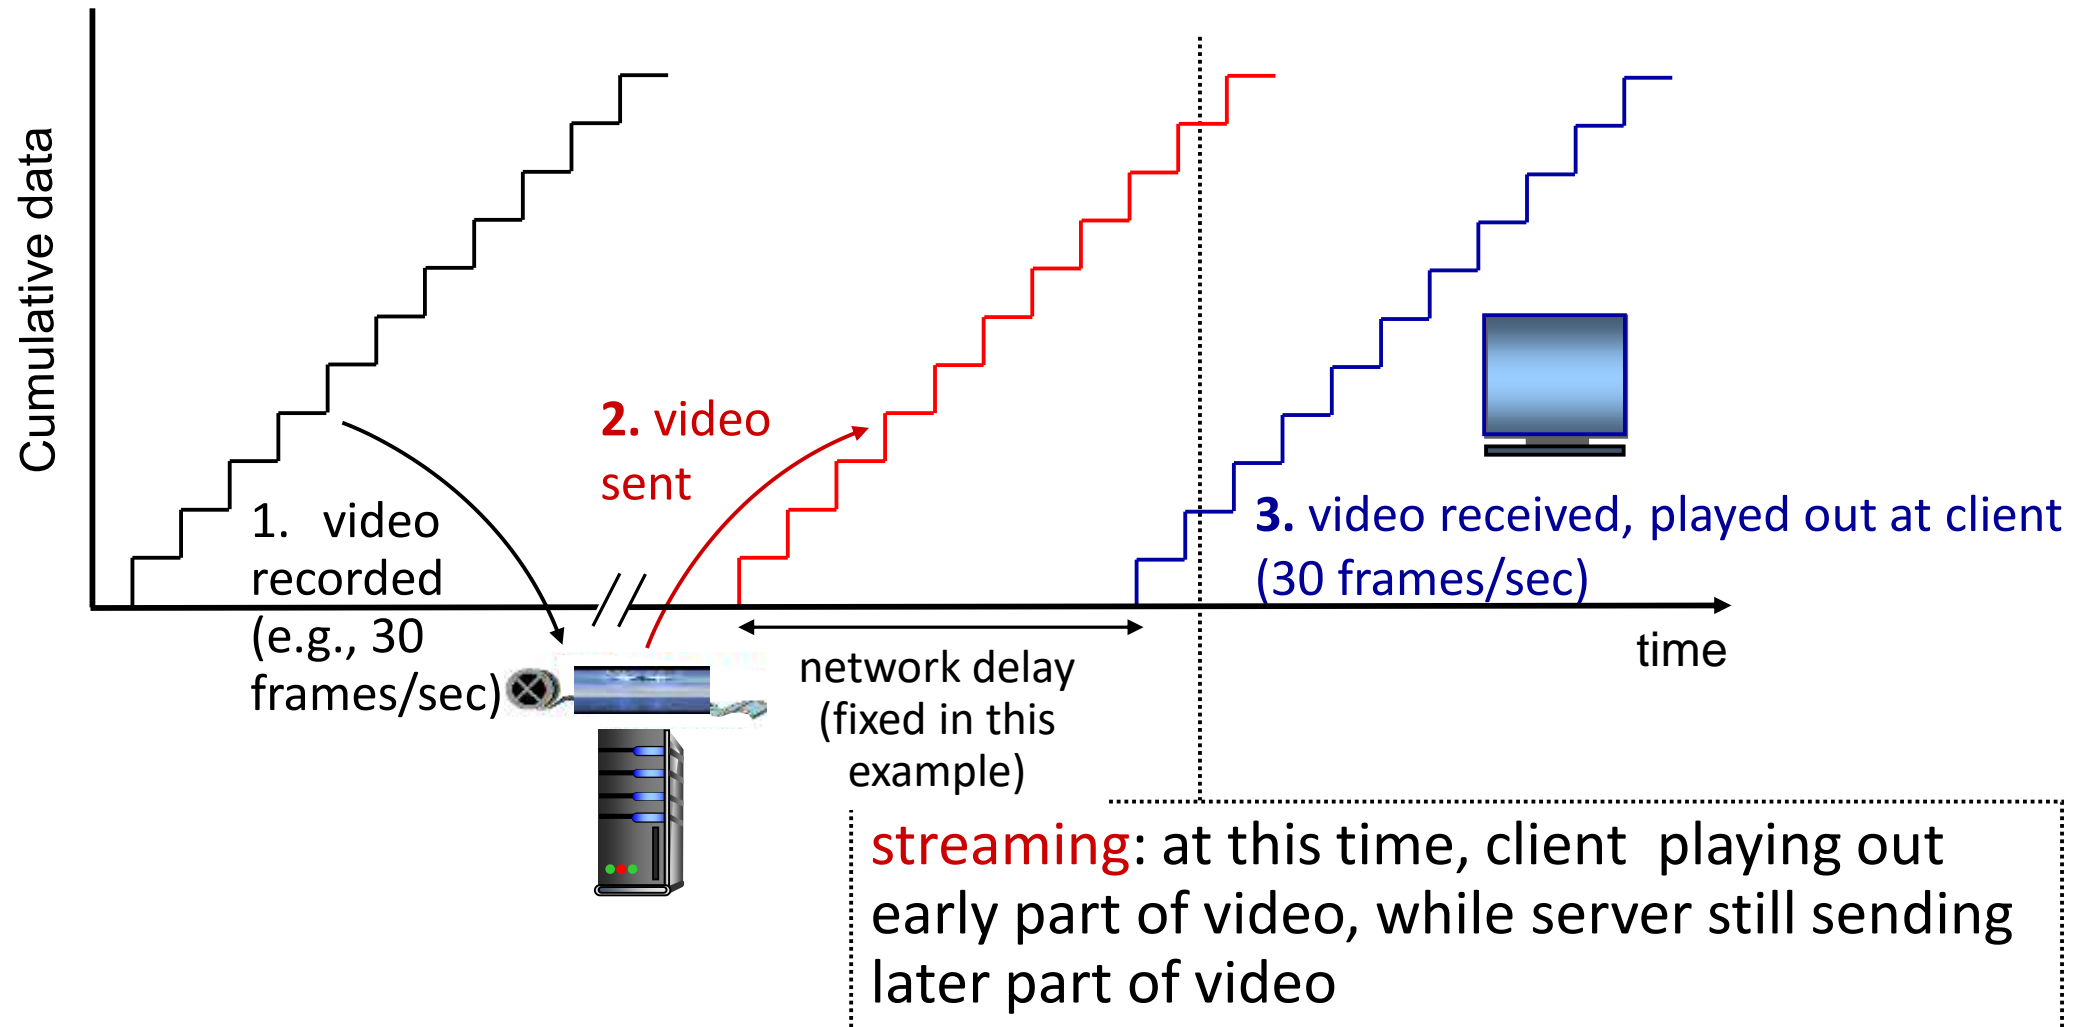 Cumulative data
1. video
recorded
(e.g., 30
frames/sec)
2. video
sent
3. video received, played out at client
(30 frames/sec)
time
network delay
(fixed in this
example)
streaming: at this time, client playing out
early part of video, while server still sending
later part of video